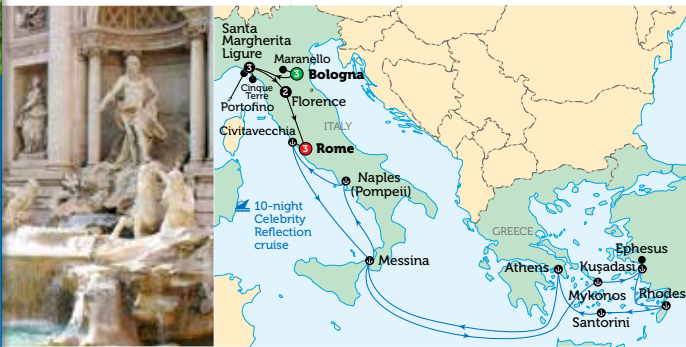 Santa
Margherita
Ligure
3
Maranello
3 Bologna
Cinque
Terre
Portofino
2
Florence
Civitavecchia
ITALY
3 Rome
Naples
(Pompeii)
10-night
Celebrity
Reflection
cruise
GREECE
Messina
Athens
Ephesus
Kuşadasi
Mykonos
Rhodes
Santorini